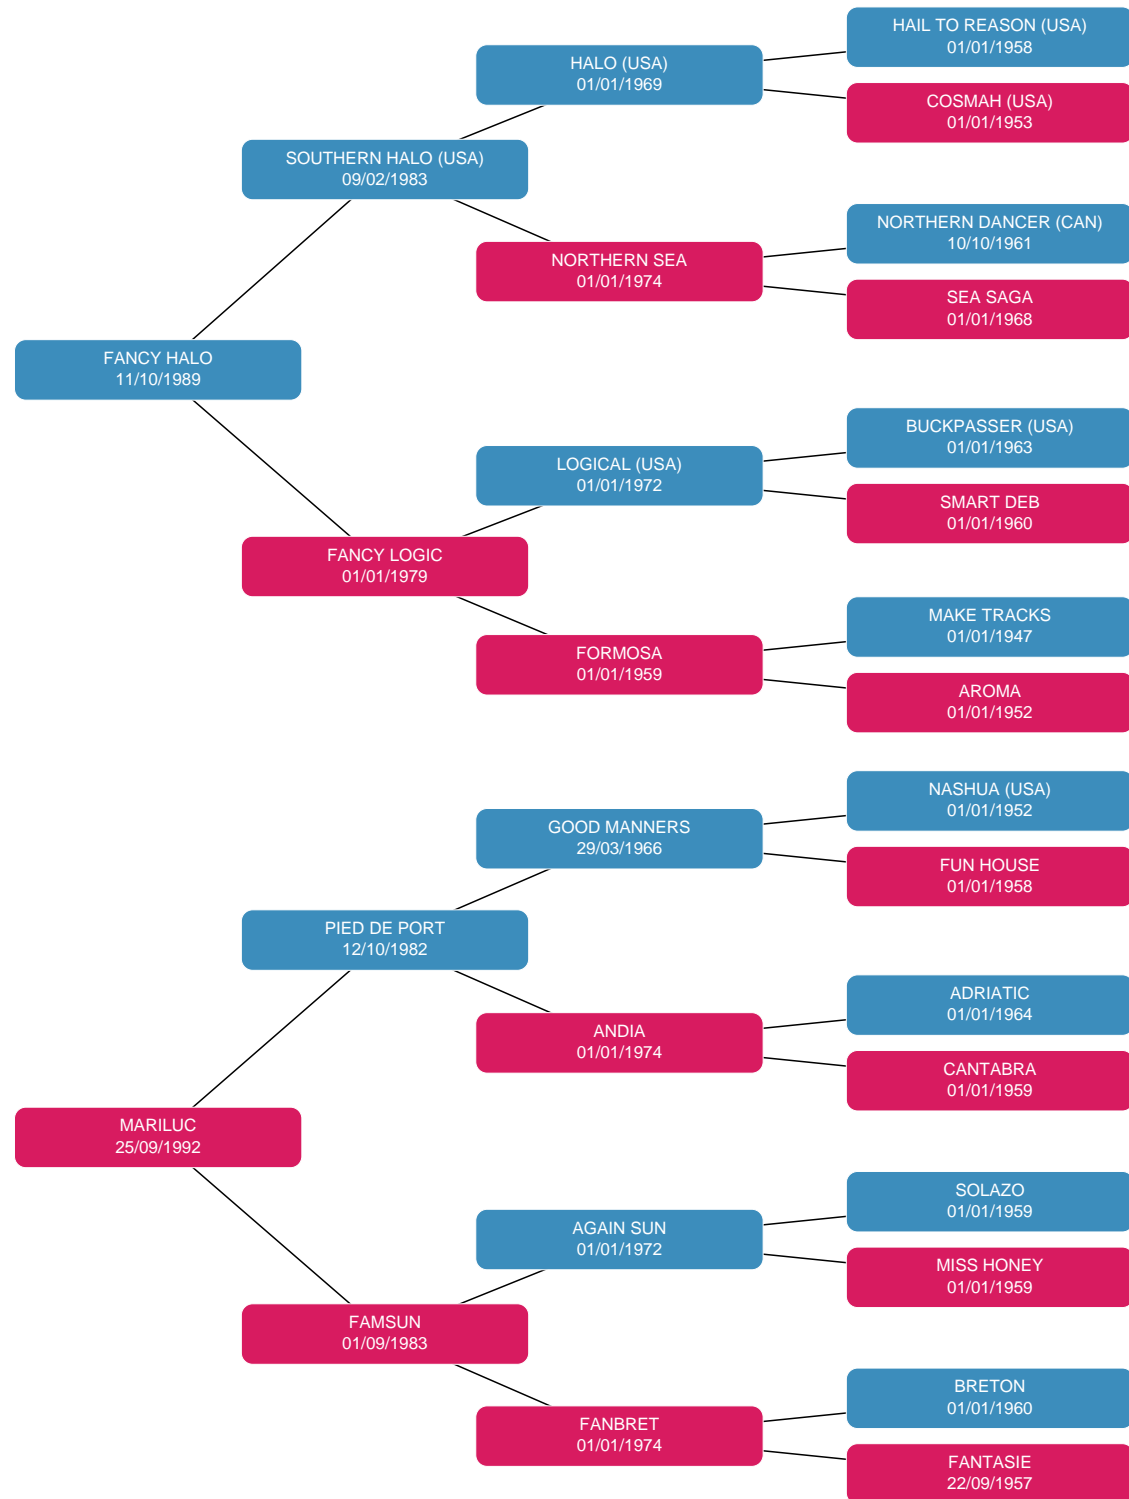 HAIL TO REASON (USA)
01/01/1958
HALO (USA)
01/01/1969
COSMAH (USA)
01/01/1953
SOUTHERN HALO (USA)
09/02/1983
NORTHERN DANCER (CAN)
10/10/1961
NORTHERN SEA
01/01/1974
SEA SAGA
01/01/1968
FANCY HALO
11/10/1989
BUCKPASSER (USA)
01/01/1963
LOGICAL (USA)
01/01/1972
SMART DEB
01/01/1960
FANCY LOGIC
01/01/1979
MAKE TRACKS
01/01/1947
FORMOSA
01/01/1959
AROMA
01/01/1952
NASHUA (USA)
01/01/1952
GOOD MANNERS
29/03/1966
FUN HOUSE
01/01/1958
PIED DE PORT
12/10/1982
ADRIATIC
01/01/1964
ANDIA
01/01/1974
CANTABRA
01/01/1959
MARILUC
25/09/1992
SOLAZO
01/01/1959
AGAIN SUN
01/01/1972
MISS HONEY
01/01/1959
FAMSUN
01/09/1983
BRETON
01/01/1960
FANBRET
01/01/1974
FANTASIE
22/09/1957